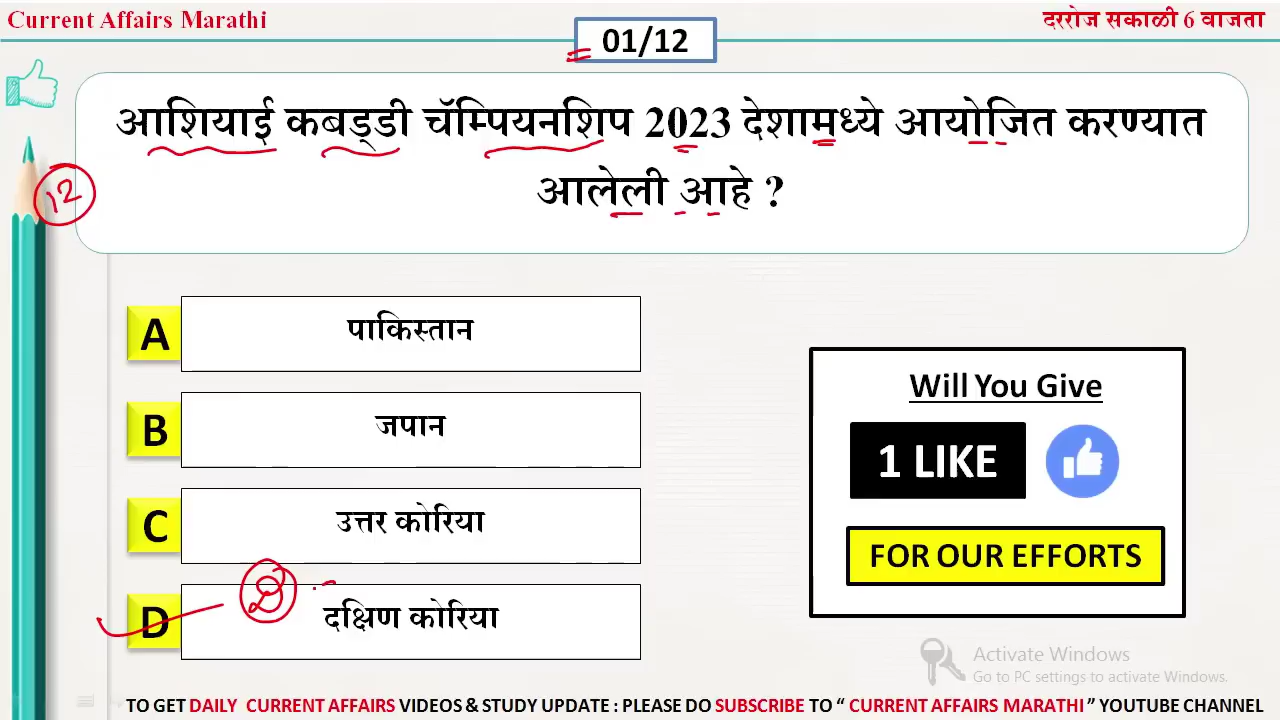 Current Affairs Marathi
दररोज सकाळी 6 वाजता
01/12
आशियाई कबड्डी चॅम्पियनशिप 2023 देशामध्ये आयोजित करण्यात
आलेली आहे ?
१२
A
पाकिस्तान
B
जपान
C
उत्तर कोरिया
D
दक्षिण कोरिया
Will You Give
1 LIKE
FOR OUR EFFORTS
Activate Windows
Go to PC settings to activate Windows.
TO GET DAILY CURRENT AFFAIRS VIDEOS & STUDY UPDATE : PLEASE DO SUBSCRIBE TO “ CURRENT AFFAIRS MARATHI ” YOUTUBE CHANNEL